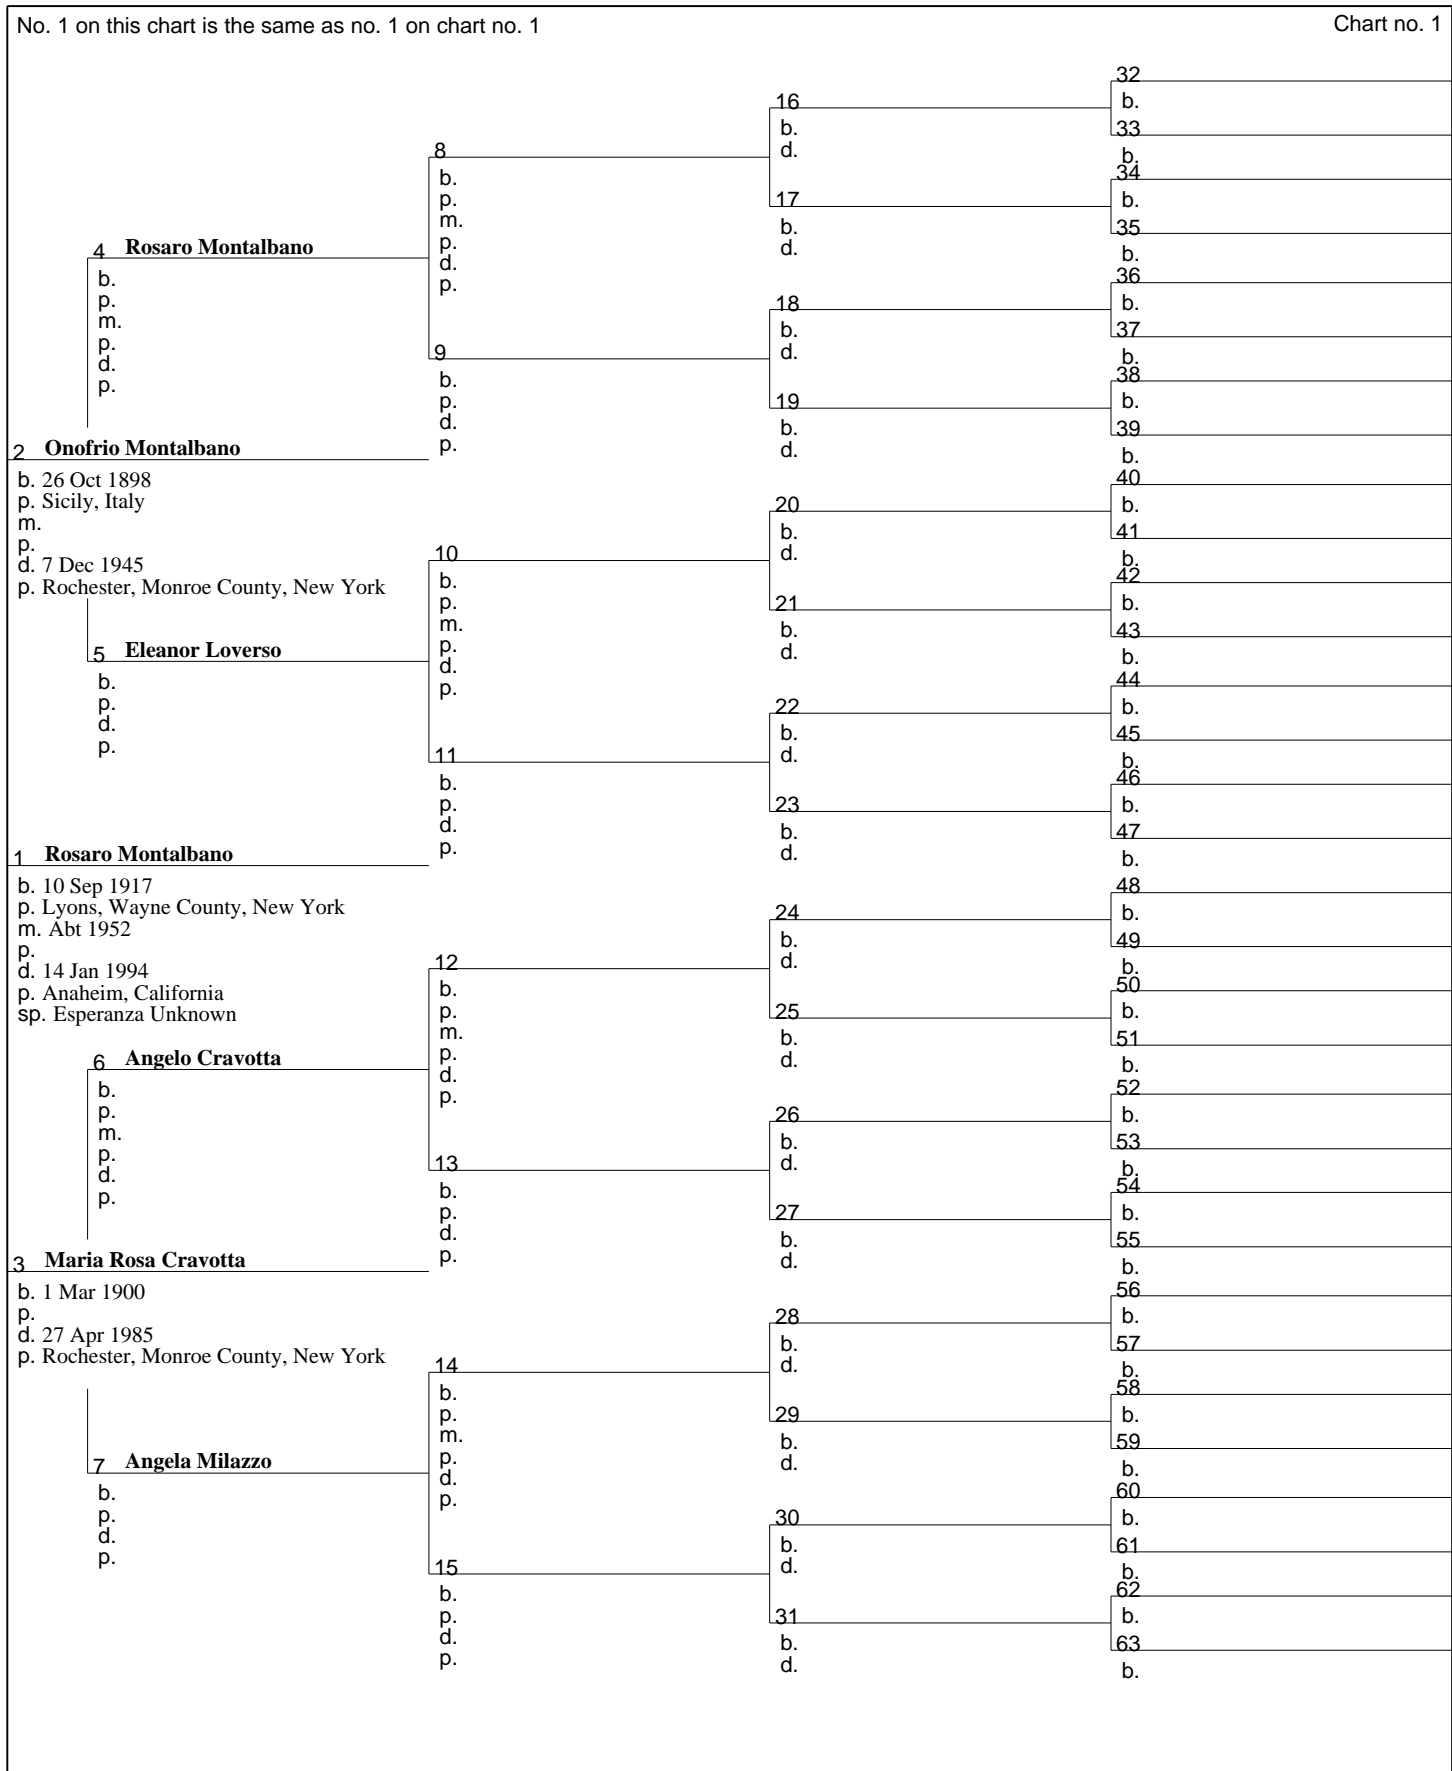 No. 1 on this chart is the same as no. 1 on chart no. 1
Chart no. 1
4 Rosaro Montalbano
b.
p.
m.
p.
d.
p.
2 Onofrio Montalbano
b. 26 Oct 1898
p. Sicily, Italy
m.
p.
d. 7 Dec 1945
p. Rochester, Monroe County, New York
5 Eleanor Loverso
b.
p.
d.
p.
1 Rosaro Montalbano
b. 10 Sep 1917
p. Lyons, Wayne County, New York
m. Abt 1952
p.
d. 14 Jan 1994
p. Anaheim, California
sp. Esperanza Unknown
6 Angelo Cravotta
b.
p.
m.
p.
d.
p.
3 Maria Rosa Cravotta
b. 1 Mar 1900
p.
d. 27 Apr 1985
p. Rochester, Monroe County, New York
7 Angela Milazzo
b.
p.
d.
p.
8
b.
p.
m.
p.
d.
p.
9
b.
p.
d.
p.
10
b.
p.
m.
p.
d.
p.
11
b.
p.
d.
p.
12
b.
p.
m.
p.
d.
p.
13
b.
p.
d.
p.
14
b.
p.
m.
p.
d.
p.
15
b.
p.
d.
p.
16
b.
d.
17
b.
d.
18
b.
d.
19
b.
d.
20
b.
d.
21
b.
d.
22
b.
d.
23
b.
d.
24
b.
d.
25
b.
d.
26
b.
d.
27
b.
d.
28
b.
d.
29
b.
d.
30
b.
d.
31
b.
d.
32
b.
33
b.
34
b.
35
b.
36
b.
37
b.
38
b.
39
b.
40
b.
41
b.
42
b.
43
b.
44
b.
45
b.
46
b.
47
b.
48
b.
49
b.
50
b.
51
b.
52
b.
53
b.
54
b.
55
b.
56
b.
57
b.
58
b.
59
b.
60
b.
61
b.
62
b.
63
b.